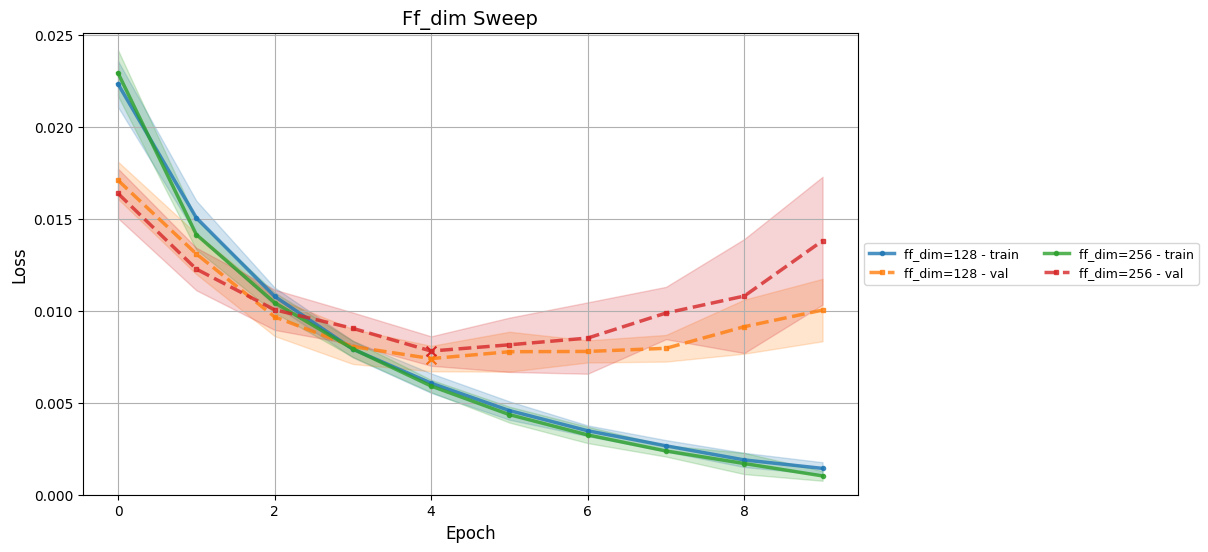 Ff_dim Sweep
Loss
0.025
0.020
0.015
0.010
0.005
0.000
0 2 4 6 8
Epoch
ff_dim=128 - train
ff_dim=128 - val
ff_dim=256 - train
ff_dim=256 - val